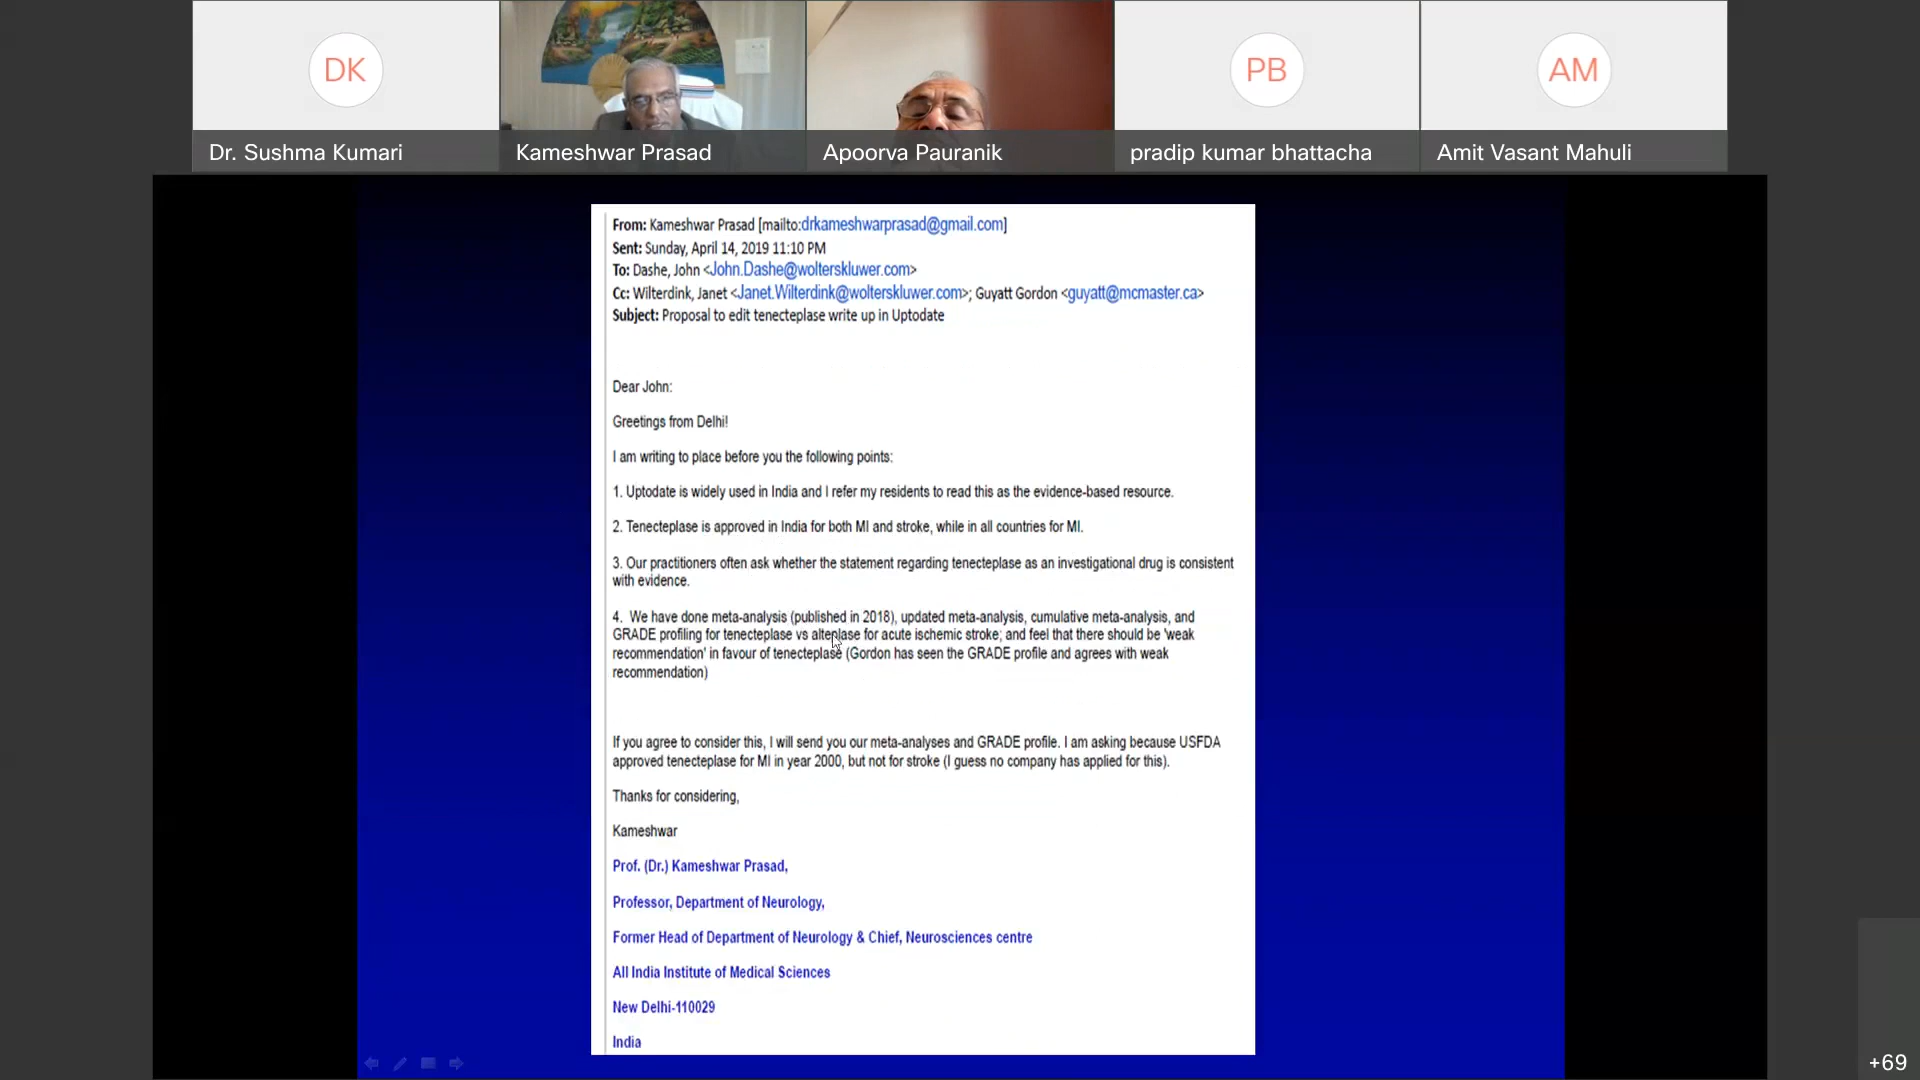 DK
PB
AM
Dr. Sushma Kumari
Kameshwar Prasad
Apoorva Pauranik
pradip kumar bhattacha
Amit Vasant Mahuli
From: Kameshwar Prasad [mailto:drkameshwarprasad@gmail.com]
Sent: Sunday, April 14, 2019 11:10 PM
To: Dashe, John <John.Dashe@wolterskluwer.com>
Cc: Wilterdink, Janet <Janet.Wilterdink@wolterskluwer.com>; Guyatt Gordon <guyatt@mcmaster.ca>
Subject: Proposal to edit tenecteplase write up in Uptodate
Dear John:
Greetings from Delhi!
I am writing to place before you the following points:
1. Uptodate is widely used in India and I refer my residents to read this as the evidence-based resource.
2. Tenecteplase is approved in India for both MI and stroke, while in all countries for MI.
3. Our practitioners often ask whether the statement regarding tenecteplase as an investigational drug is consistent
with evidence.
4. We have done meta-analysis (published in 2018), updated meta-analysis, cumulative meta-analysis, and
GRADE profiling for tenecteplase vs alteplase for acute ischemic stroke; and feel that there should be 'weak
recommendation' in favour of tenecteplase (Gordon has seen the GRADE profile and agrees with weak
recommendation)
If you agree to consider this, I will send you our meta-analyses and GRADE profile. I am asking because USFDA
approved tenecteplase for MI in year 2000, but not for stroke (I guess no company has applied for this).
Thanks for considering,
Kameshwar
Prof. (Dr.) Kameshwar Prasad,
Professor, Department of Neurology,
Former Head of Department of Neurology & Chief, Neurosciences centre
All India Institute of Medical Sciences
New Delhi-110029
India
+69